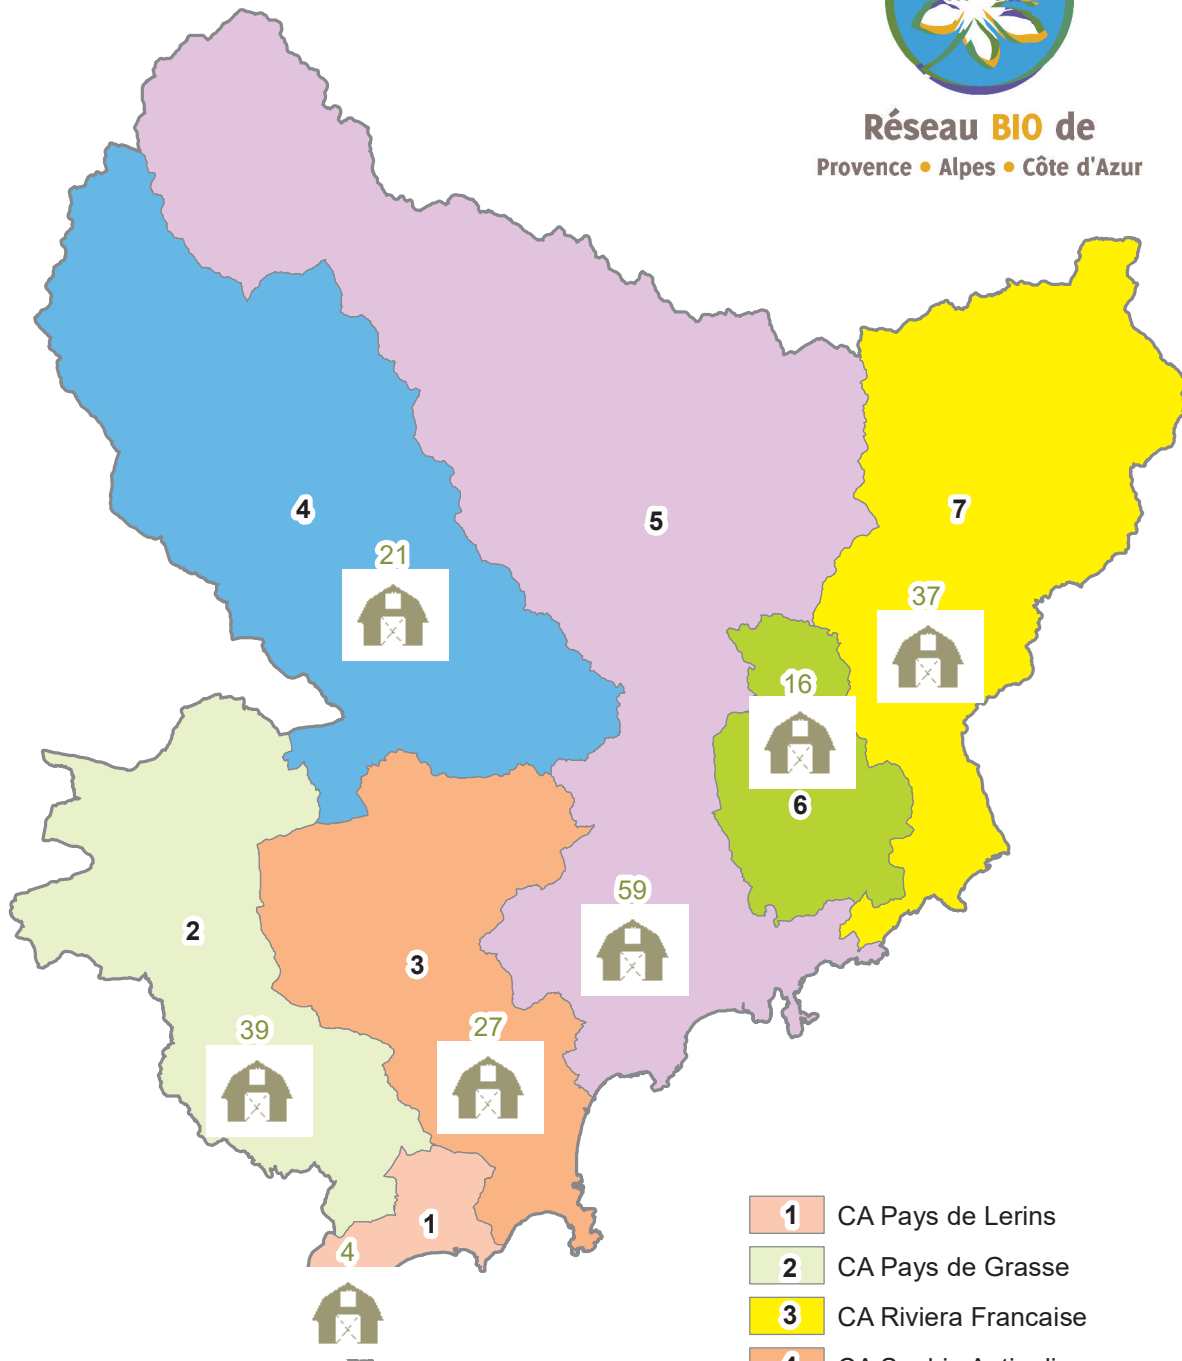 Réseau BIO de
Provence • Alpes • Côte d'Azur
4
5
7
21
37
16
6
59
2
3
39
27
1
4
1 CA Pays de Lerins
2 CA Pays de Grasse
3 CA Riviera Francaise